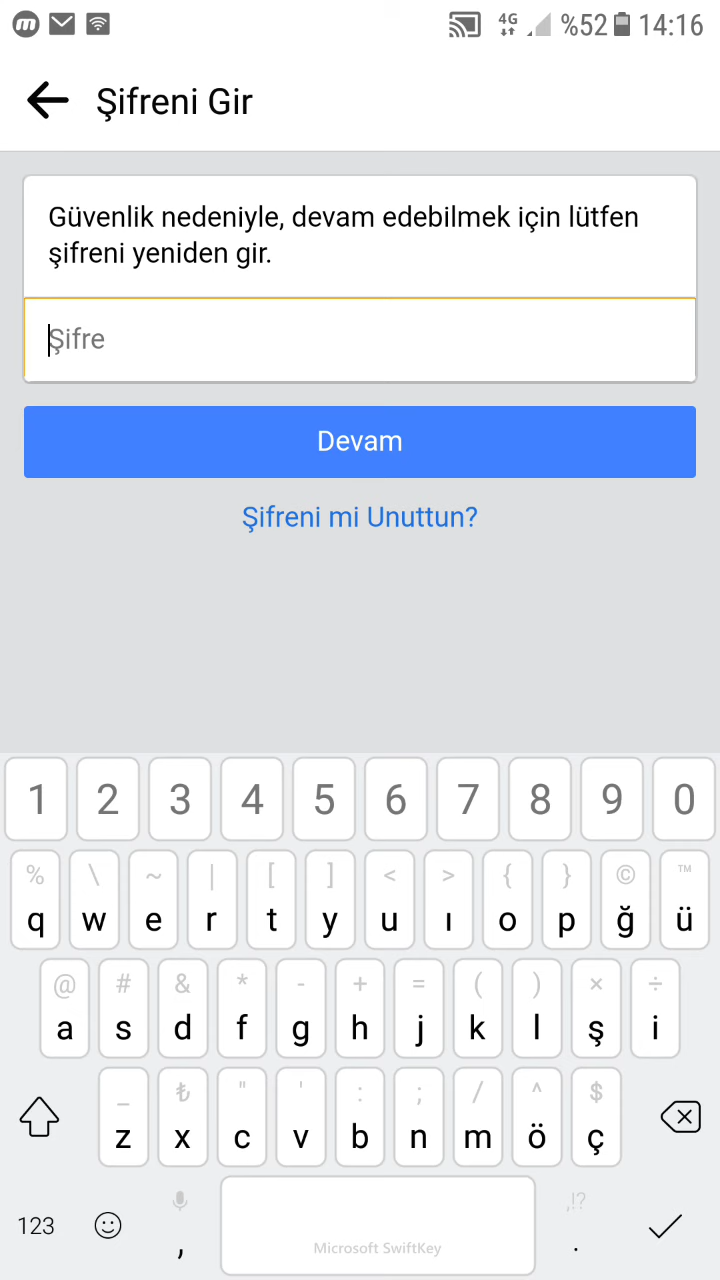 %52 14:16
4G
Şifreni Gir
Güvenlik nedeniyle, devam edebilmek için lütfen
şifreni yeniden gir.
Şifre
Devam
Şifreni mi Unuttun?
1 2 3 4 5 6 7 8 9 0
% \ ~ | [ ] < > { } © ™
q w e r t y u ı o p ğ ü
@ # & * - + = ( ) × ÷
a s d f g h j k l ş i
_ ₺ " ' : ; / ^ $
z x c v b n m ö ç
,!?
123 , .
Microsoft SwiftKey